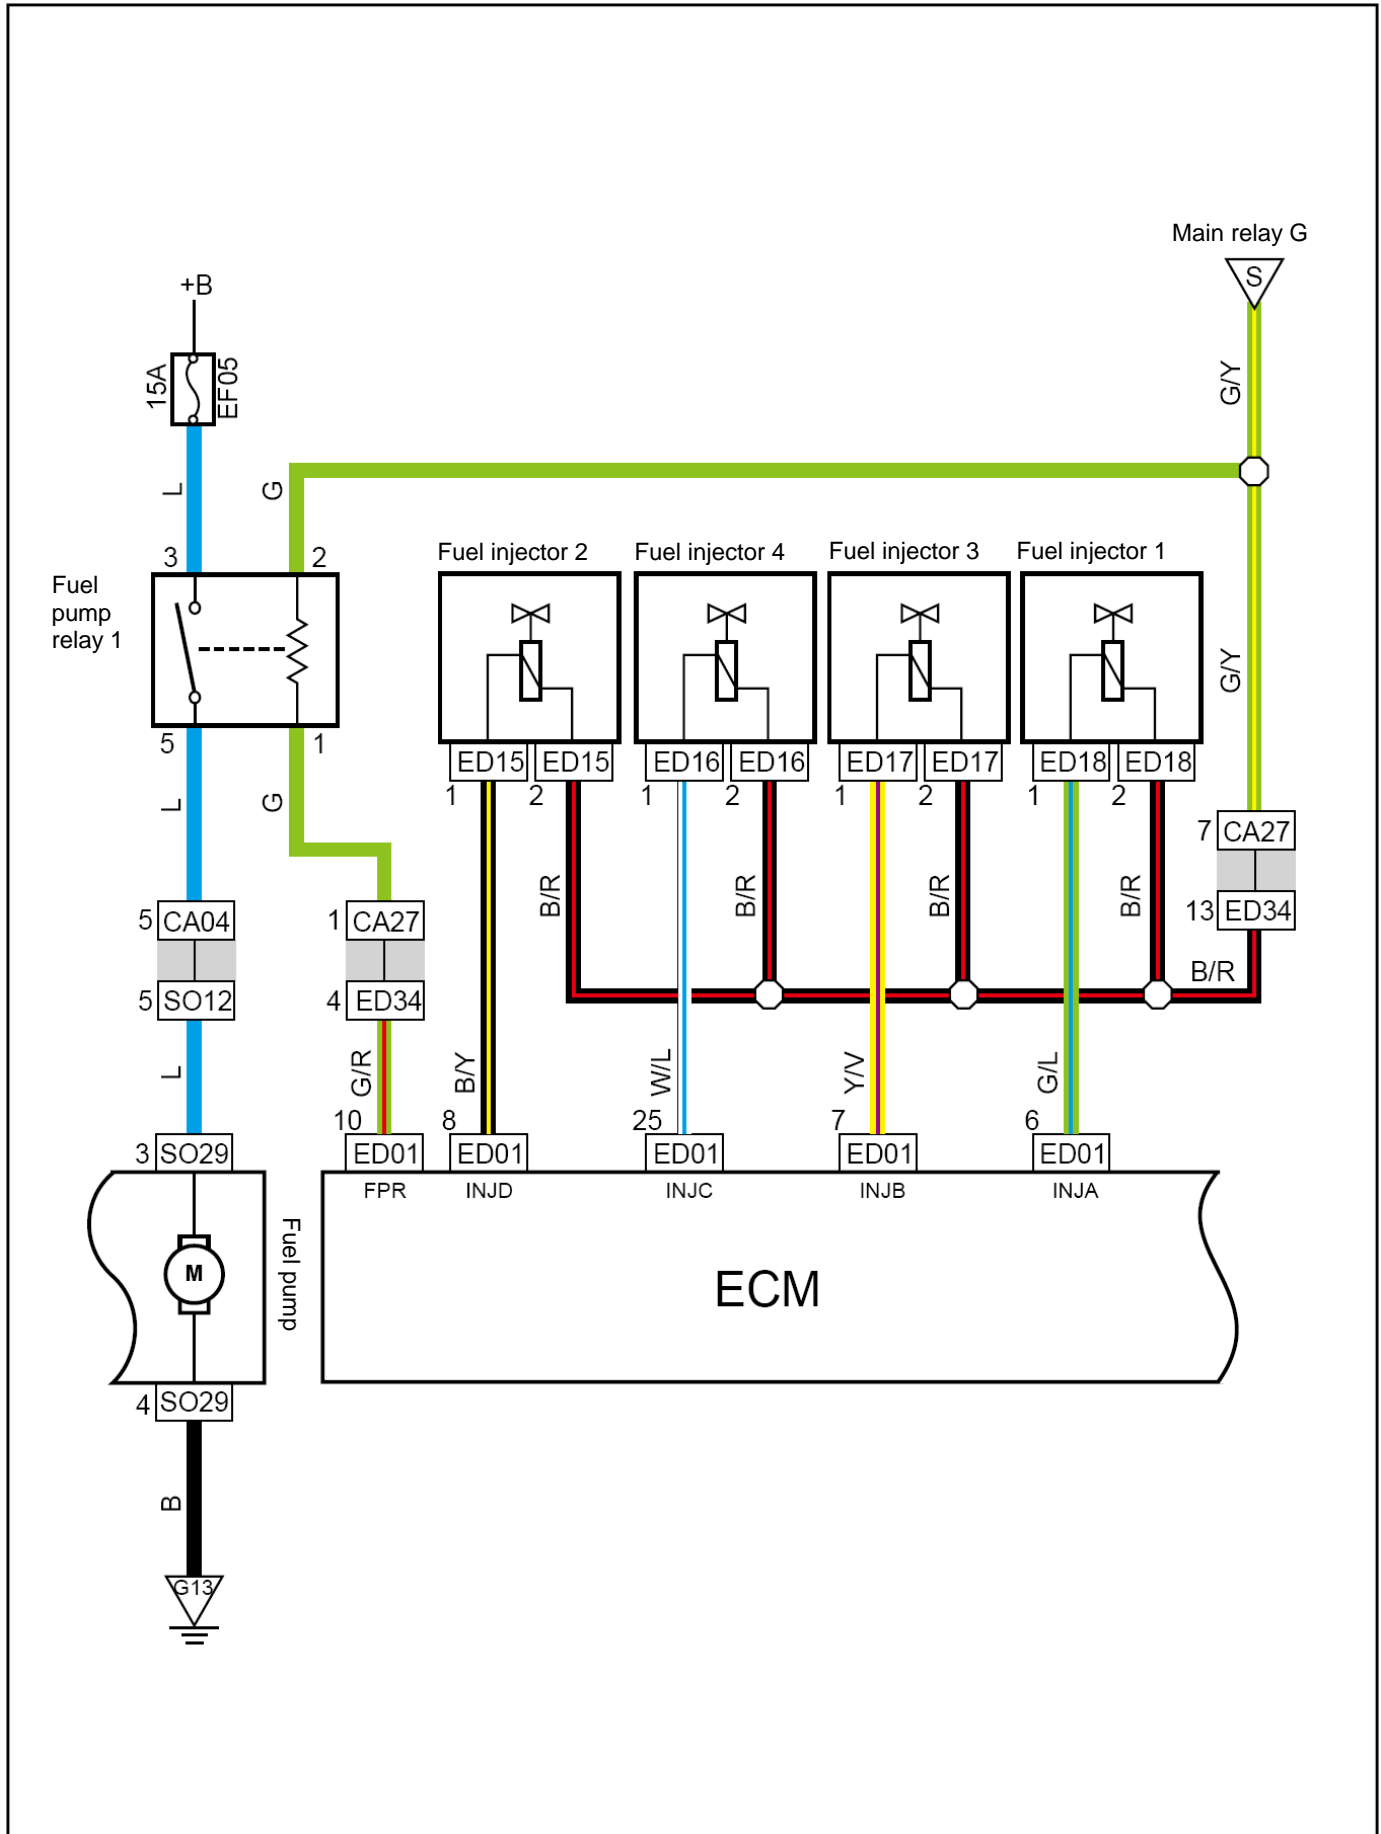 Main relay G
S
+B
15A
EF05
G/Y
L
G
3
2
Fuel injector 2
Fuel injector 4
Fuel injector 3
Fuel injector 1
Fuel
pump
relay 1
G/Y
5
1
ED15
ED15
ED16
ED16
ED17
ED17
ED18
ED18
1
2
1
2
1
2
1
2
L
G
7
CA27
B/R
B/R
B/R
B/R
5
CA04
1
CA27
13
ED34
B/R
5
SO12
4
ED34
L
G/R
B/Y
W/L
Y/V
G/L
10
8
25
7
6
3
SO29
ED01
ED01
ED01
ED01
ED01
FPR
INJD
INJC
INJB
INJA
M
Fuel pump
ECM
4
SO29
B
G13